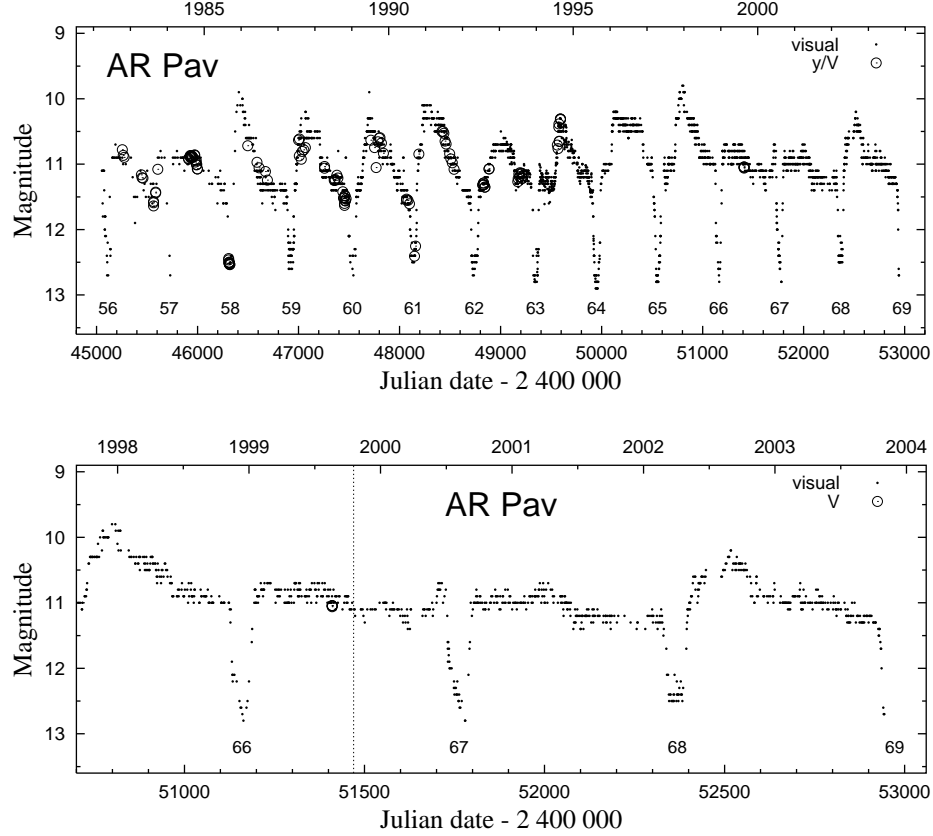 1985 1990 1995 2000
9
10
11
12
13
Magnitude
AR Pav
visual
y/V
56 57 58 59 60 61 62 63 64 65 66 67 68 69
45000 46000 47000 48000 49000 50000 51000 52000 53000
Julian date - 2 400 000
1998 1999 2000 2001 2002 2003 2004
9
10
11
12
13
Magnitude
AR Pav
visual
V
66 67 68 69
51000 51500 52000 52500 53000
Julian date - 2 400 000